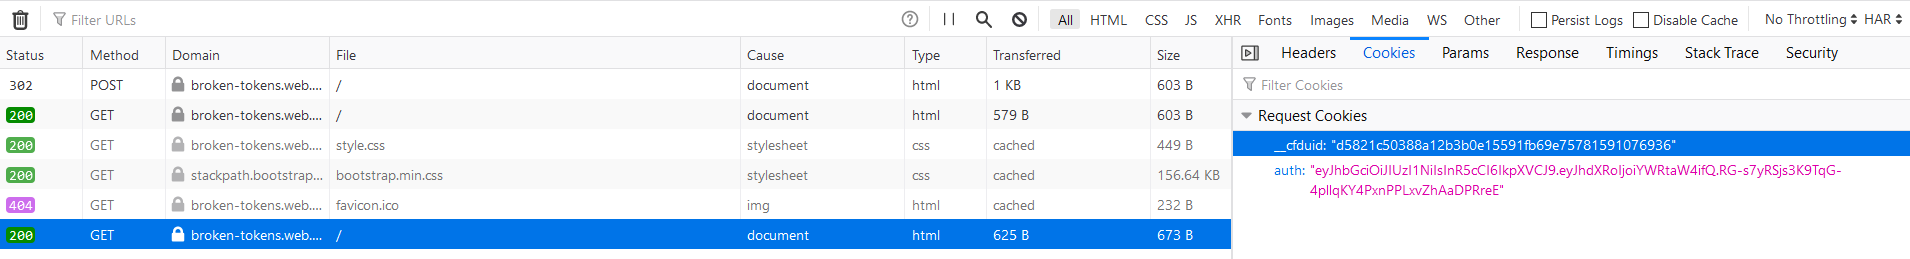 Filter URLs
All HTML CSS JS XHR Fonts Images Media WS Other Persist Logs Disable Cache No Throttling HAR
Status Method Domain File Cause Type Transferred Size
302 POST broken-tokens.web.... / document html 1 KB 603 B
200 GET broken-tokens.web.... / document html 579 B 603 B
200 GET broken-tokens.web.... style.css stylesheet css cached 449 B
200 GET stackpath.bootstrap... bootstrap.min.css stylesheet css cached 156.64 KB
404 GET broken-tokens.web.... favicon.ico img html cached 232 B
200 GET broken-tokens.web.... / document html 625 B 673 B
Headers Cookies Params Response Timings Stack Trace Security
Filter Cookies
Request Cookies
__cfduid: "d5821c50388a12b3b0e15591fb69e75781591076936"
auth: "eyJhbGciOiJIUzI1NiIsInR5cCI6IkpXVCJ9.eyJhdXRoIjoiYWRtaW4ifQ.RG-s7yRSjs3K9TqG-
4pllqKY4PxnPPLxvZhAaDPRreE"